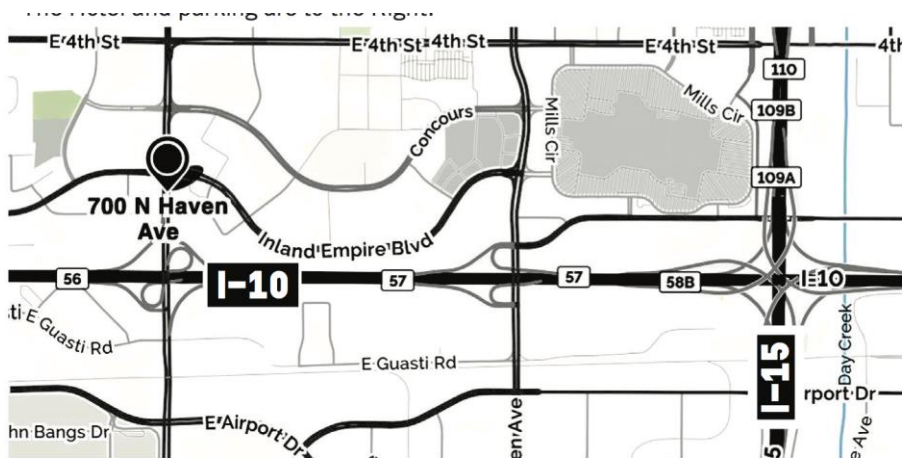 The Hotel and parking are to the Right.
E 4th St
E 4th St
4th St
E 4th St
4th
110
109B
109A
Mills Cir
Mills Cir
Concours
700 N Haven
Ave
Inland Empire Blvd
56
I-10
57
57
58B
I-10
E Guasti Rd
E Guasti Rd
Day Creek
I-15
rport Dr
E Airport Dr
hn Bangs Dr
en Ave
e Ave